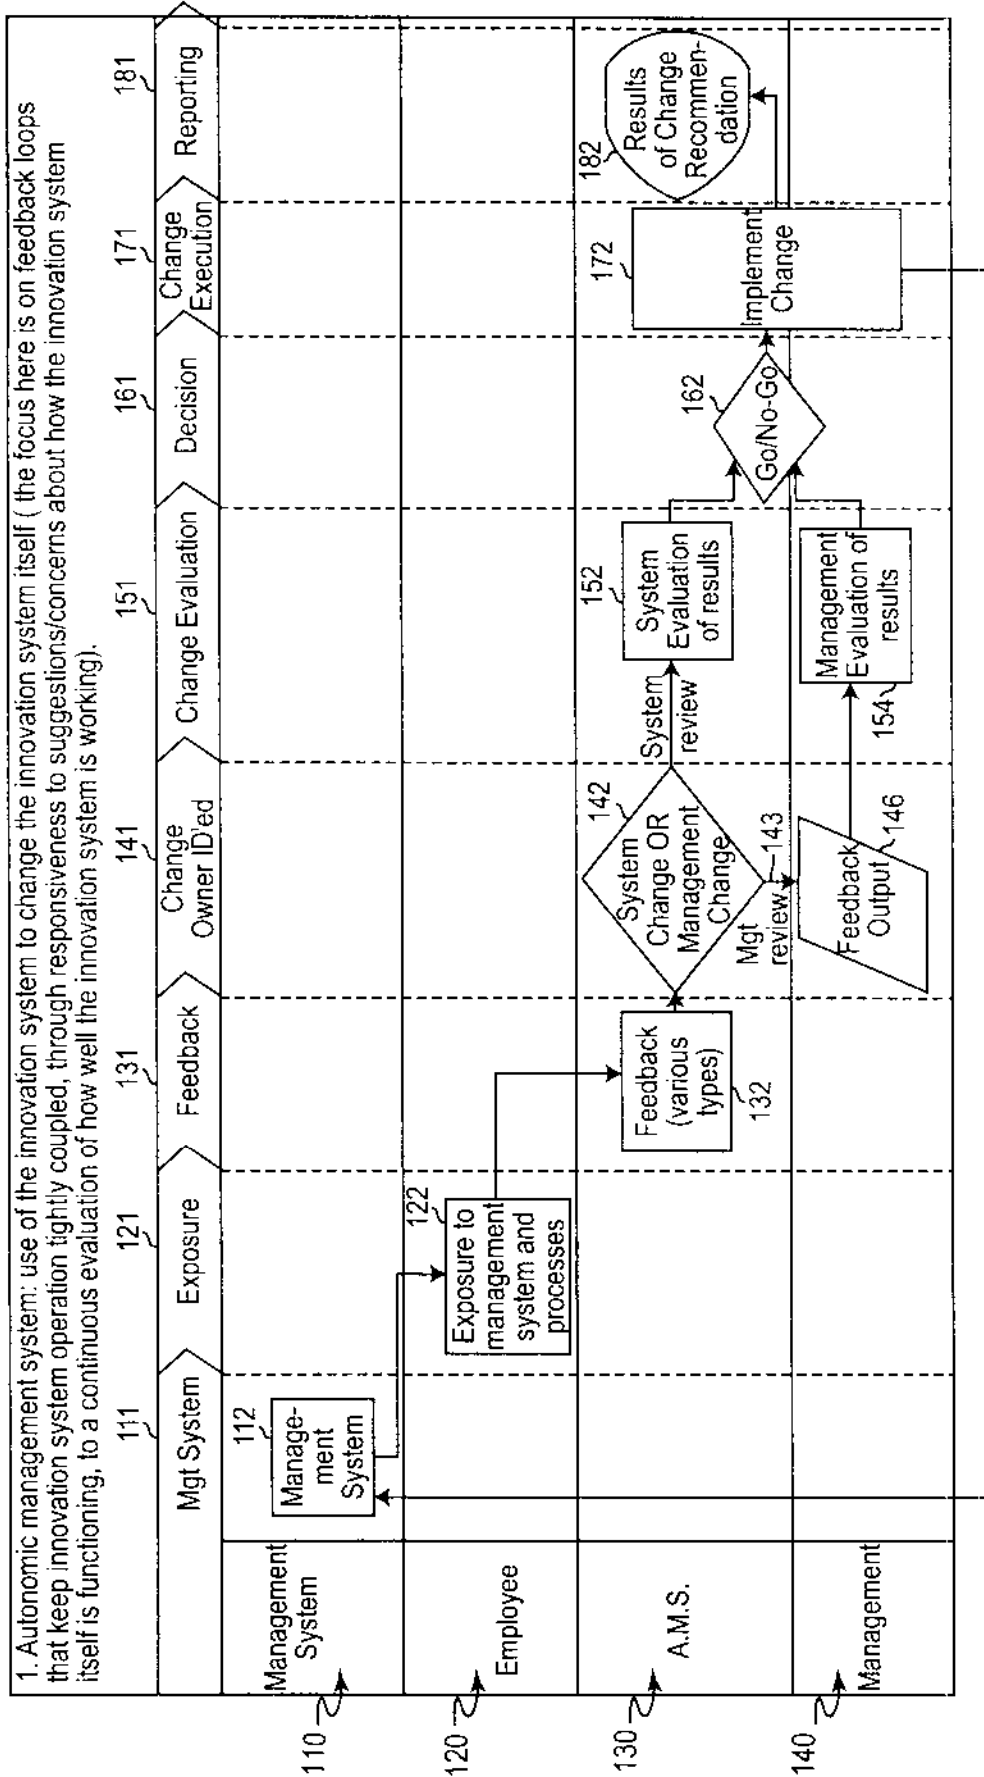 1. Autonomic management system: use of the innovation system to change the innovation system itself ( the focus here is on feedback loops
that keep innovation system operation tightly coupled, through responsiveness to suggestions/concerns about how the innovation system
itself is functioning, to a continuous evaluation of how well the innovation system is working).
111
121
131
141
151
161
171
181
Mgt System
Exposure
Feedback
Change
Owner ID'ed
Change Evaluation
Decision
Change
Execution
Reporting
110
Management
System
112
Manage-
ment
System
120
Employee
122
Exposure to
management
system and
processes
130
A.M.S.
Feedback
(various
types)
132
142
System
Change OR
Management
Change
System
review
152
System
Evaluation
of results
162
Go/No-Go
172
Implement
Change
182
Results
of Change
Recommen-
dation
Mgt
review
143
140
Management
Feedback
Output
146
Management
Evaluation of
results
154